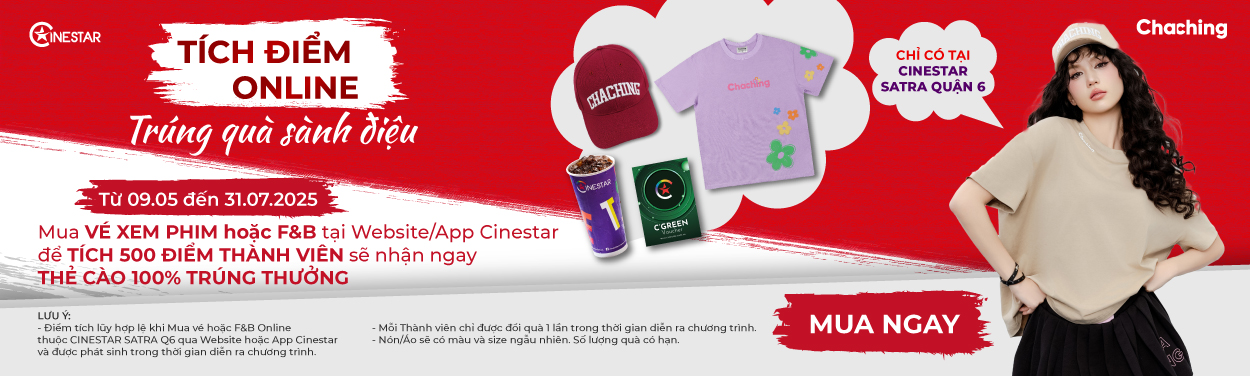 CINESTAR
TÍCH ĐIỂM
ONLINE
Trúng quà sành điệu
Từ 09.05 đến 31.07.2025
Mua VÉ XEM PHIM hoặc F&B tại Website/App Cinestar
để TÍCH 500 ĐIỂM THÀNH VIÊN sẽ nhận ngay
THẺ CÀO 100% TRÚNG THƯỞNG
LƯU Ý:
- Điểm tích lũy hợp lệ khi Mua vé hoặc F&B Online
thuộc CINESTAR SATRA Q6 qua Website hoặc App Cinestar
và được phát sinh trong thời gian diễn ra chương trình.
- Mỗi Thành viên chỉ được đổi quà 1 lần trong thời gian diễn ra chương trình.
- Nón/Áo sẽ có màu và size ngẫu nhiên. Số lượng quà có hạn.
CHACHING
Chaching
CINESTAR
C'GREEN
Voucher
CHỈ CÓ TẠI
CINESTAR
SATRA QUẬN 6
Chaching
CHACHING
MUA NGAY